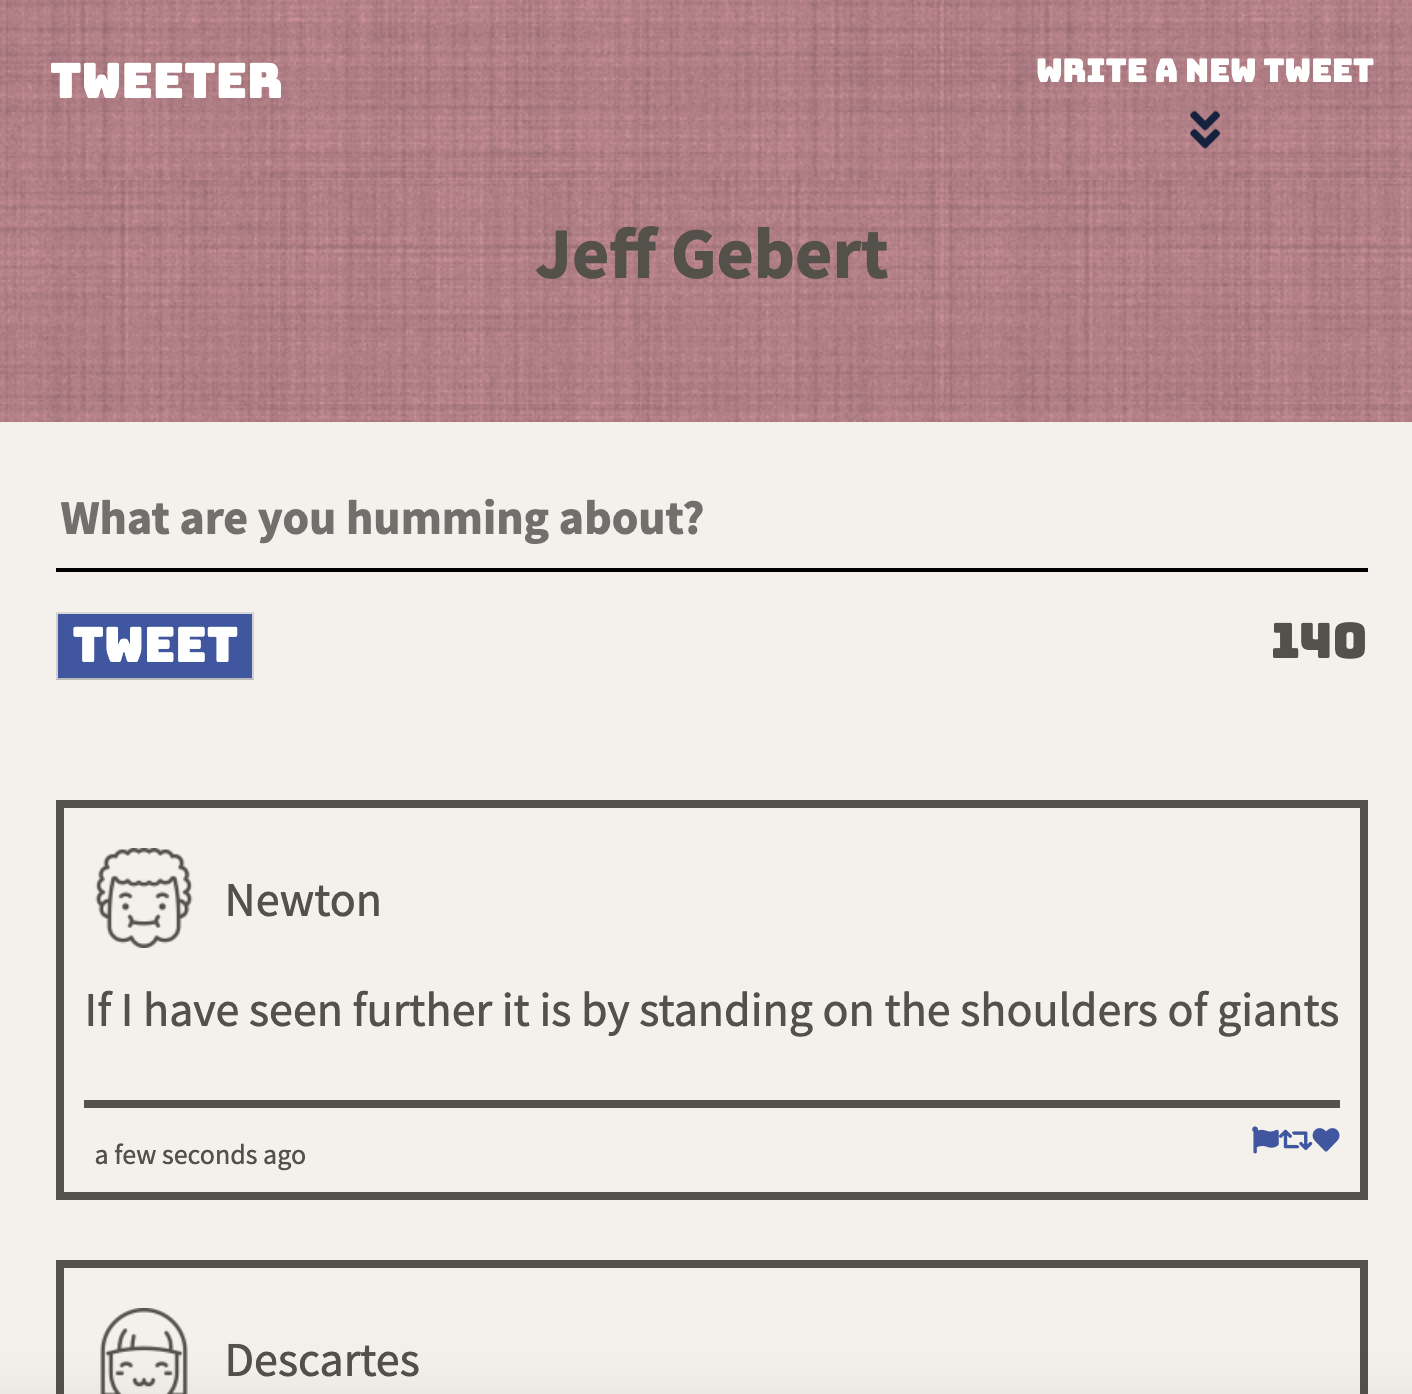 TWEETER
WRITE A NEW TWEET
Jeff Gebert
What are you humming about?
TWEET
140
Newton
If I have seen further it is by standing on the shoulders of giants
a few seconds ago
Descartes